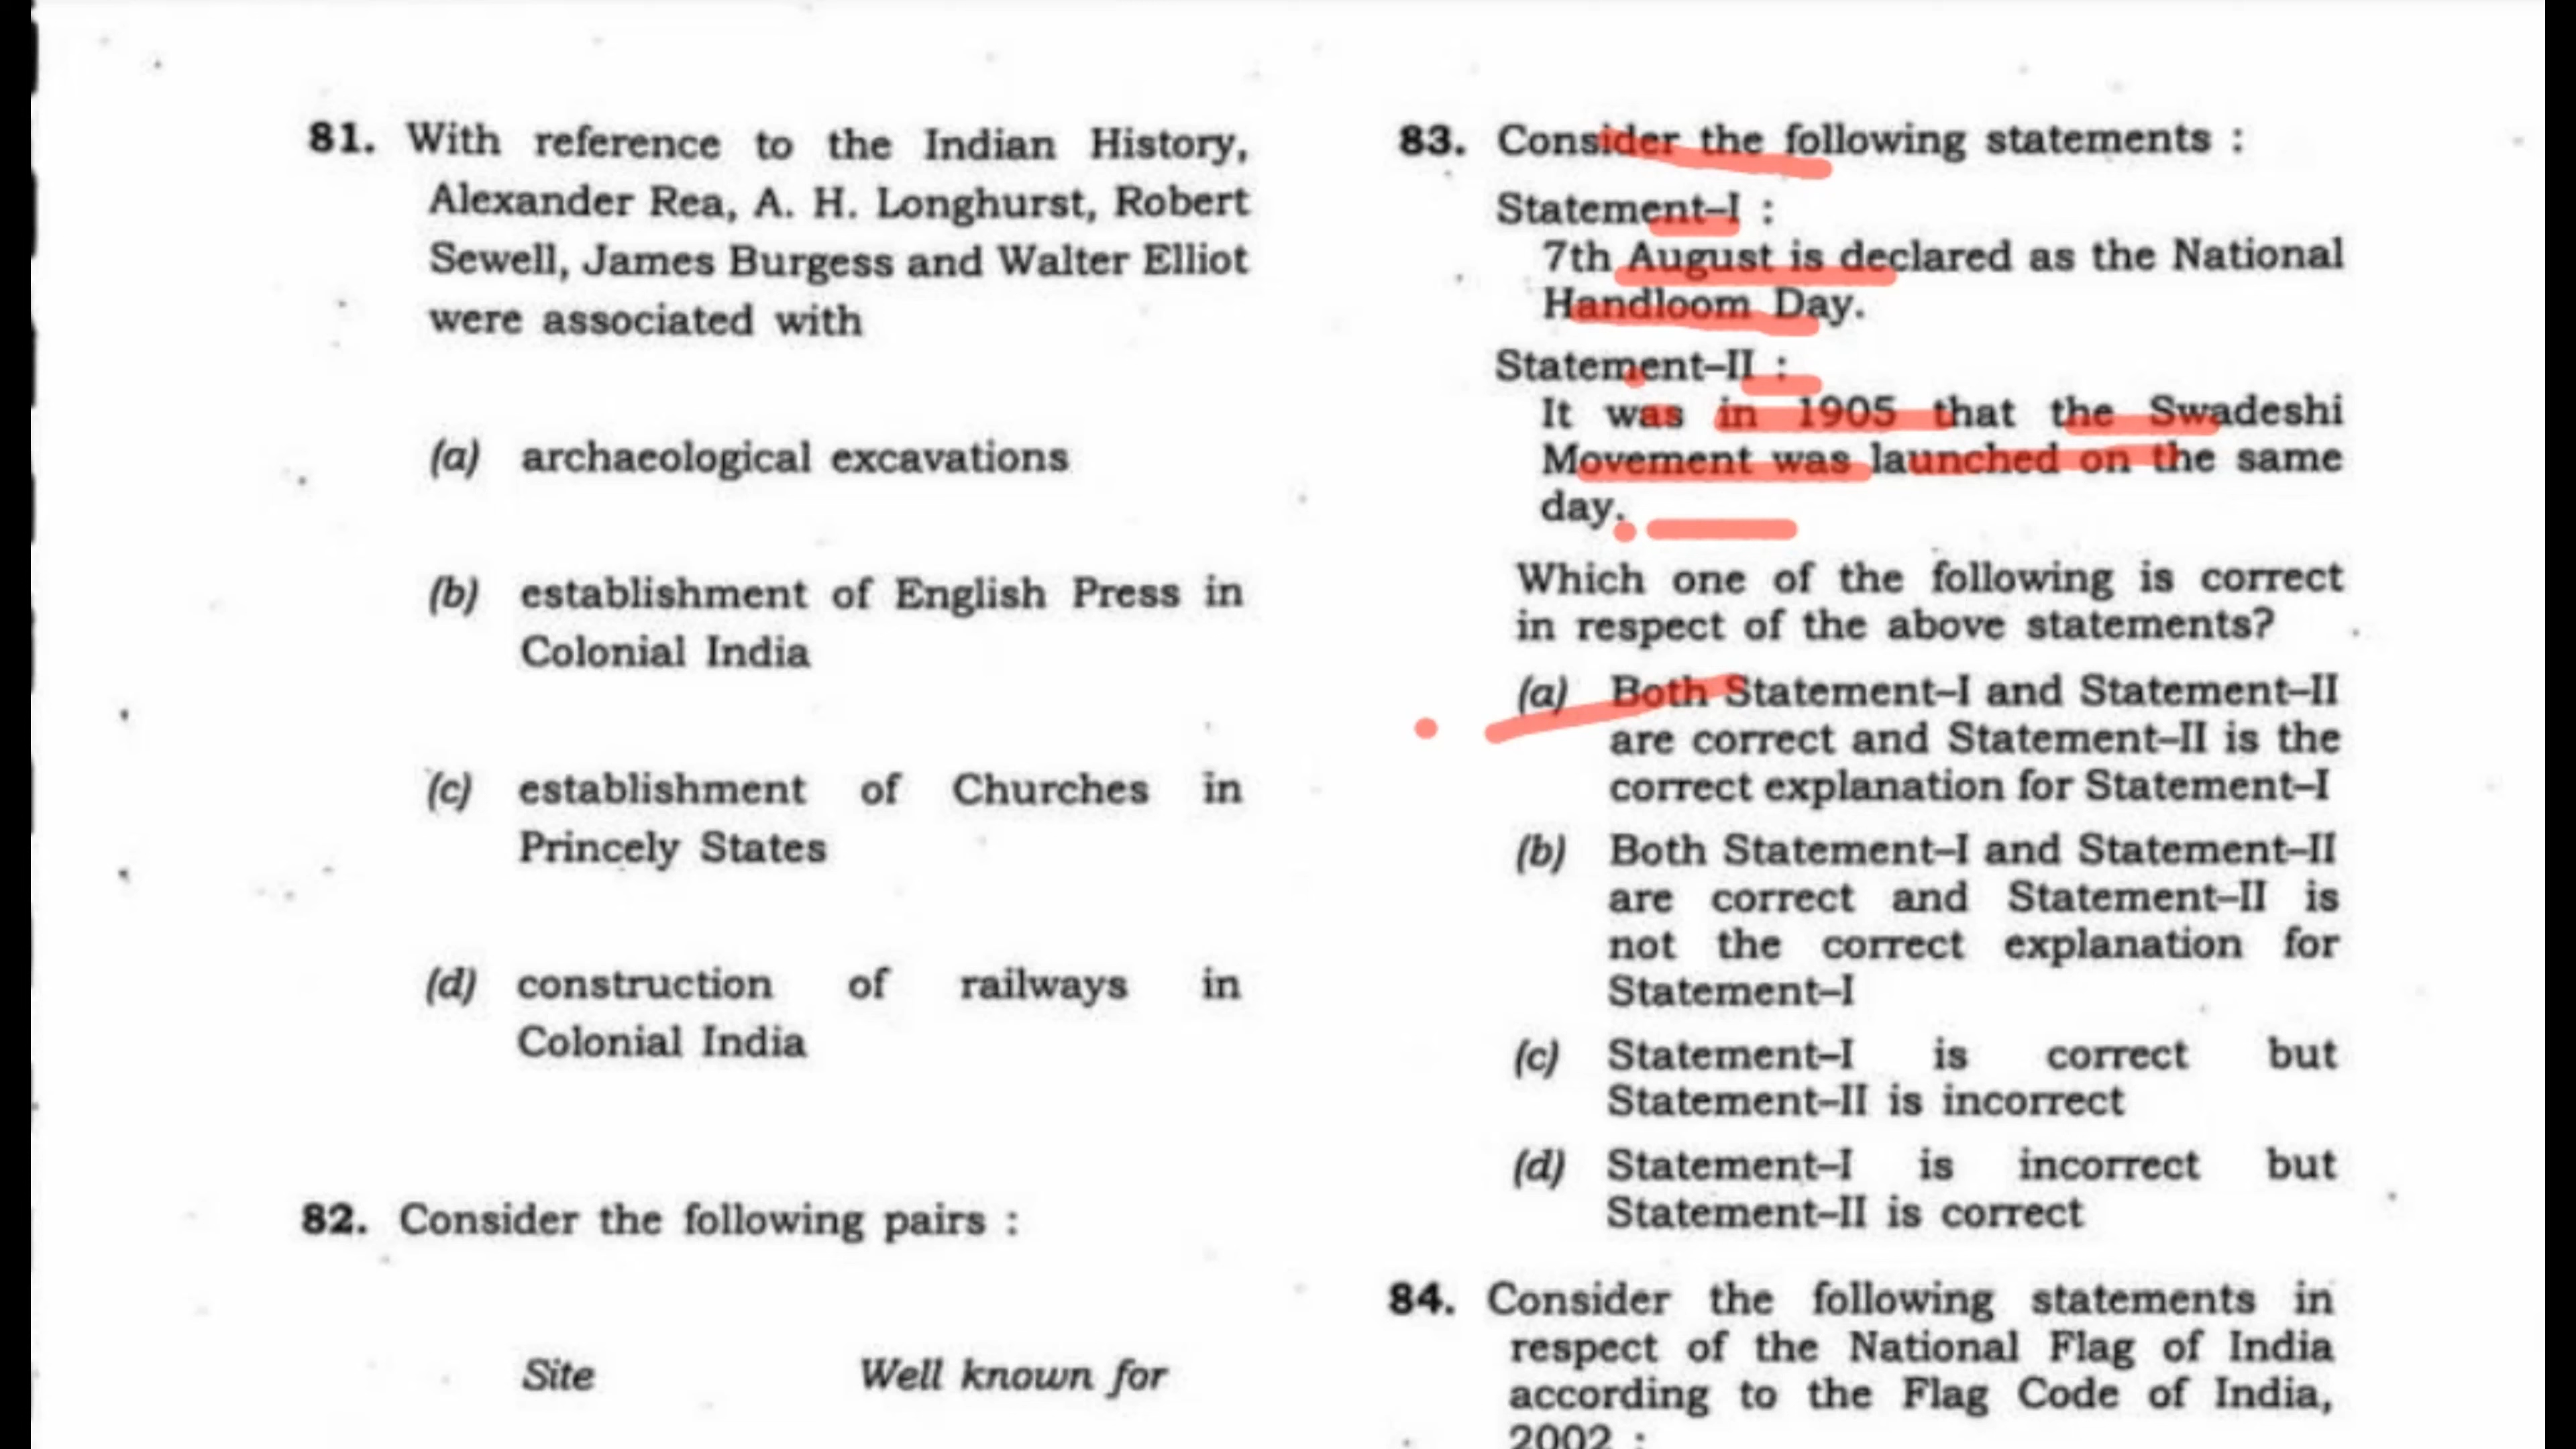 81. With reference to the Indian History,
Alexander Rea, A. H. Longhurst, Robert
Sewell, James Burgess and Walter Elliot
were associated with
(a) archaeological excavations
(b) establishment of English Press in
Colonial India
(c) establishment of Churches in
Princely States
(d) construction of railways in
Colonial India
82. Consider the following pairs :
Site Well known for
83. Consider the following statements :
Statement–I :
7th August is declared as the National
Handloom Day.
Statement–II :
It was in 1905 that the Swadeshi
Movement was launched on the same
day.
Which one of the following is correct
in respect of the above statements?
(a) Both Statement–I and Statement–II
are correct and Statement–II is the
correct explanation for Statement–I
(b) Both Statement–I and Statement–II
are correct and Statement–II is
not the correct explanation for
Statement–I
(c) Statement–I is correct but
Statement–II is incorrect
(d) Statement–I is incorrect but
Statement–II is correct
84. Consider the following statements in
respect of the National Flag of India
according to the Flag Code of India,
2002 :